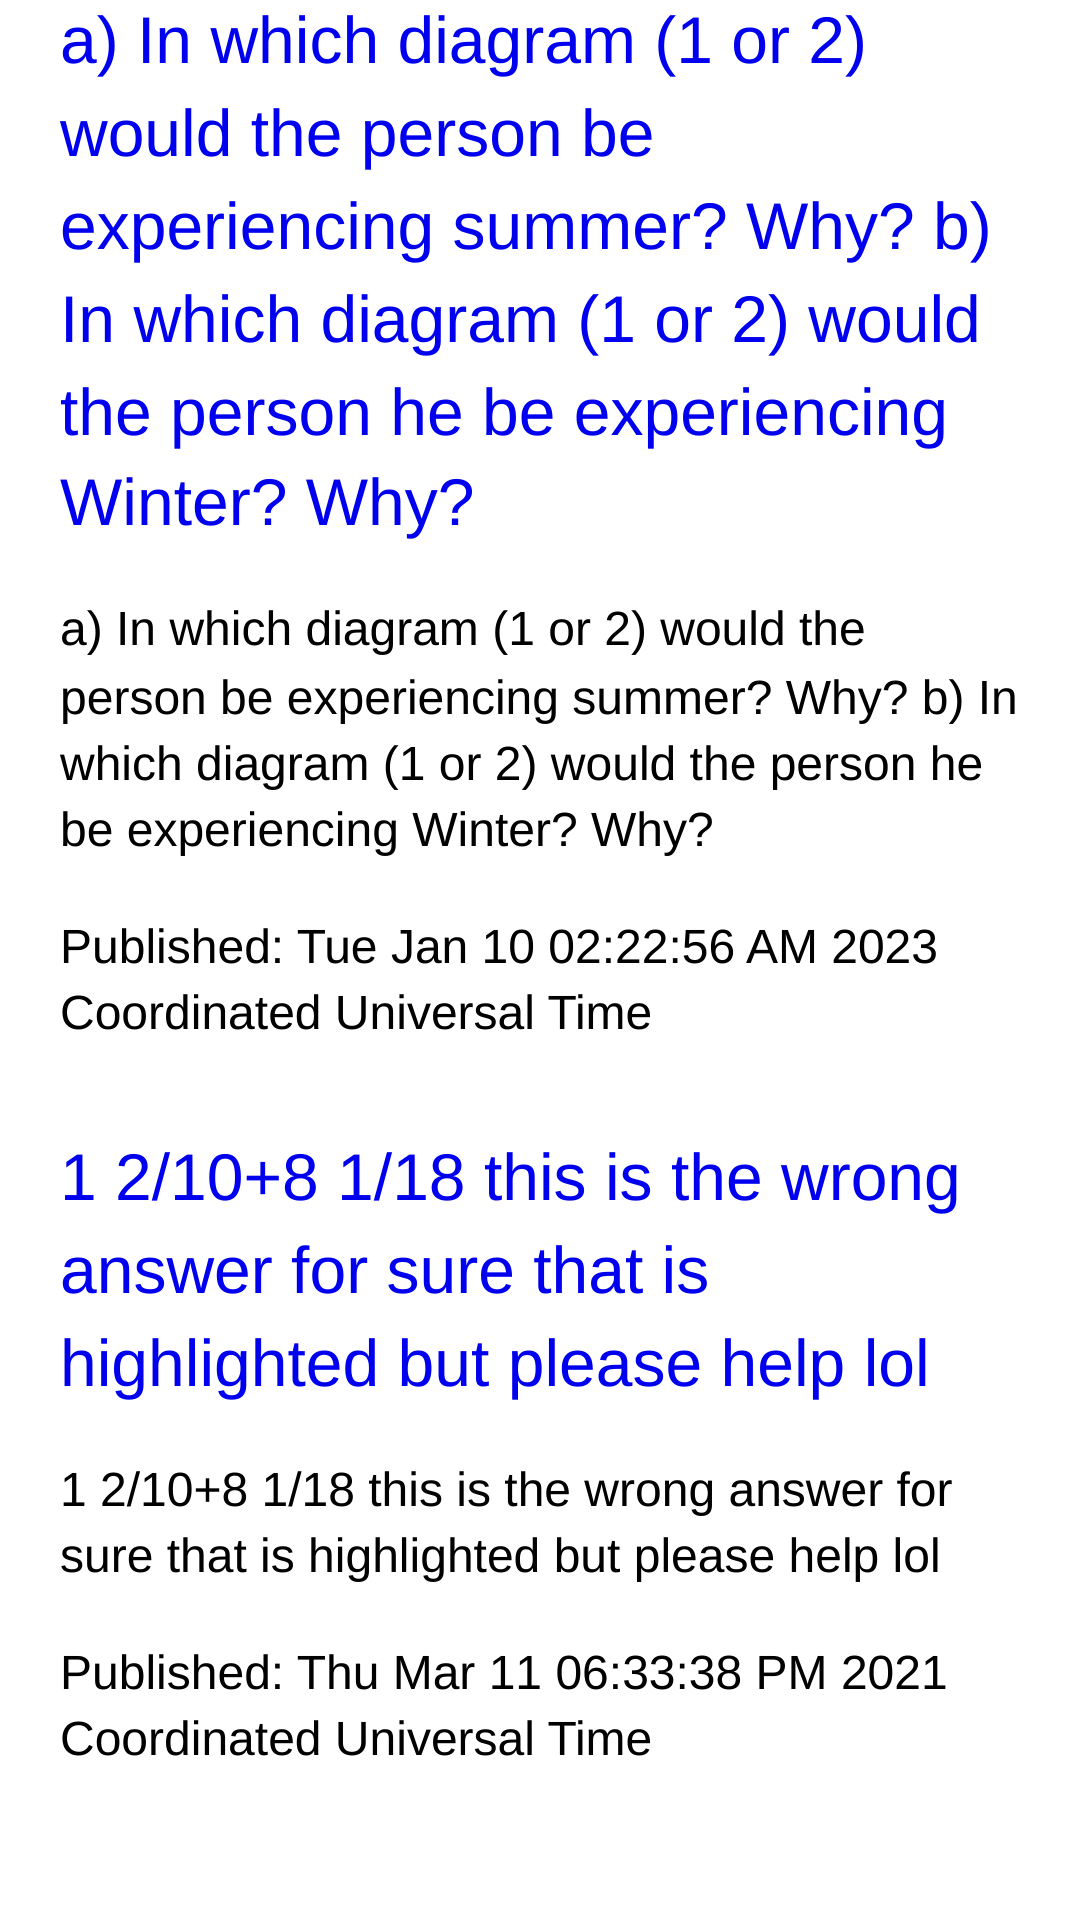 a) In which diagram (1 or 2)
would the person be
experiencing summer? Why? b)
In which diagram (1 or 2) would
the person he be experiencing
Winter? Why?
a) In which diagram (1 or 2) would the
person be experiencing summer? Why? b) In
which diagram (1 or 2) would the person he
be experiencing Winter? Why?
Published: Tue Jan 10 02:22:56 AM 2023
Coordinated Universal Time
1 2/10+8 1/18 this is the wrong
answer for sure that is
highlighted but please help lol
1 2/10+8 1/18 this is the wrong answer for
sure that is highlighted but please help lol
Published: Thu Mar 11 06:33:38 PM 2021
Coordinated Universal Time